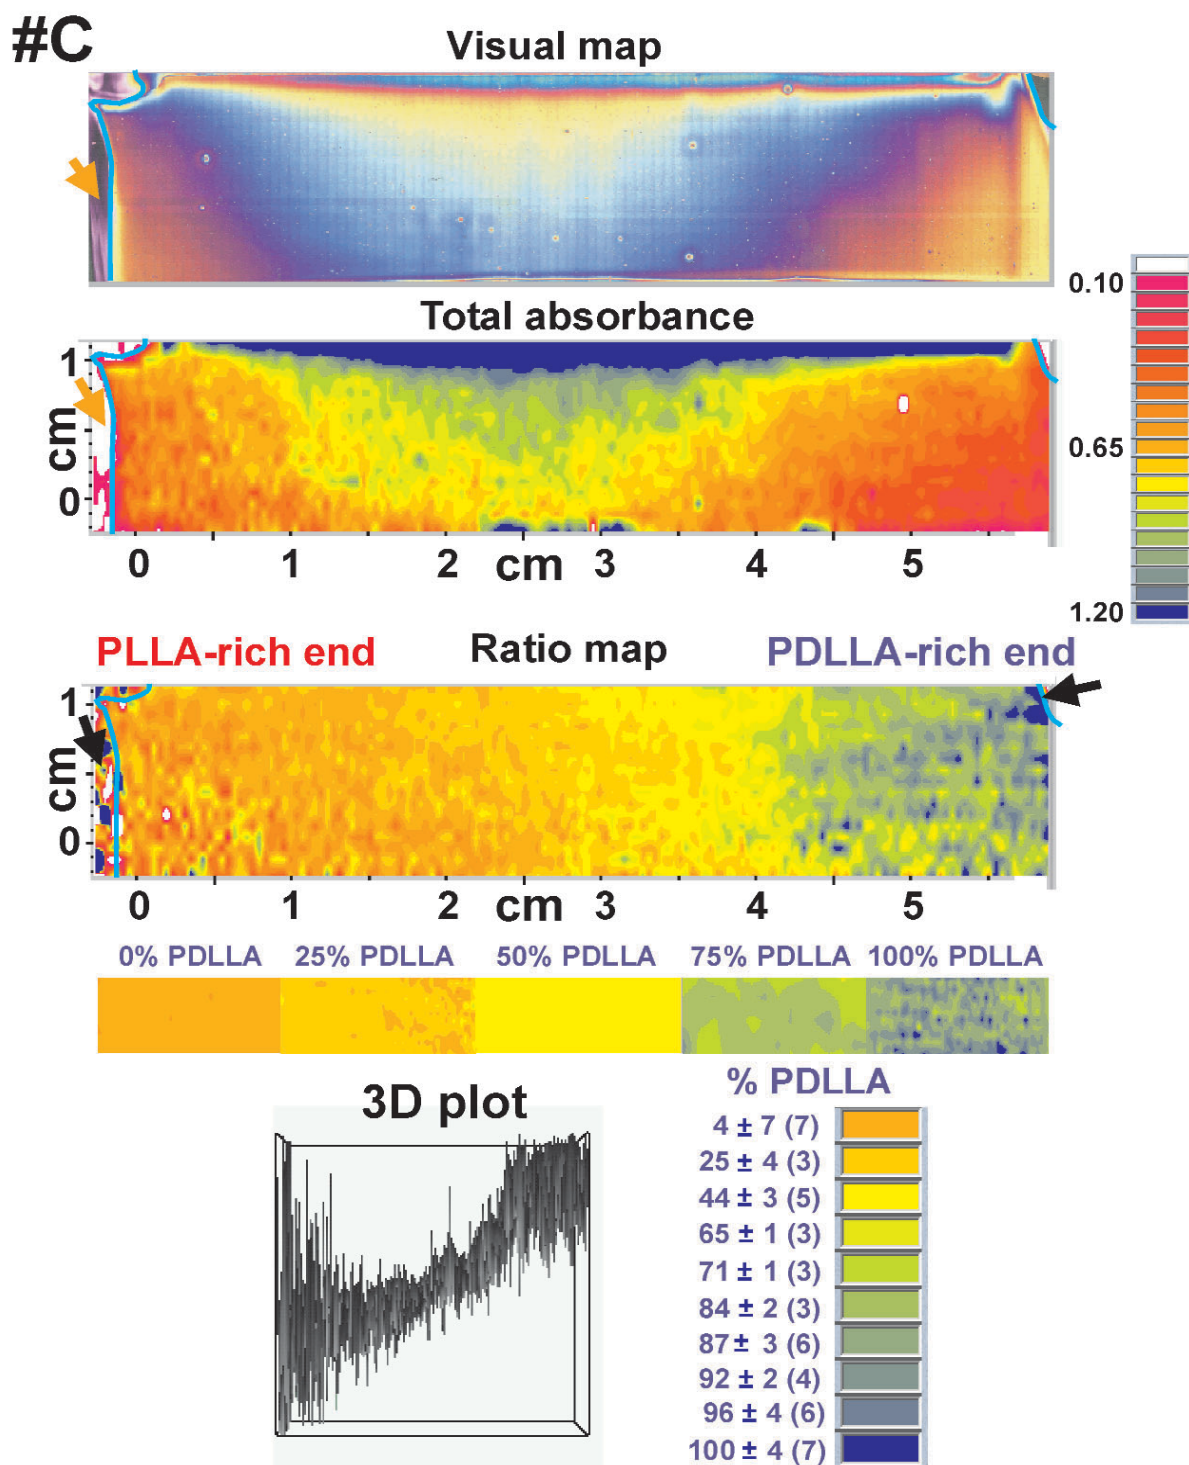 #C
Visual map
Total absorbance
0.10
0.65
1.20
1
cm
0
0 1 2 cm 3 4 5
PLLA-rich end Ratio map PDLLA-rich end
1
cm
0
0 1 2 cm 3 4 5
0% PDLLA 25% PDLLA 50% PDLLA 75% PDLLA 100% PDLLA
3D plot
% PDLLA
4 ± 7 (7)
25 ± 4 (3)
44 ± 3 (5)
65 ± 1 (3)
71 ± 1 (3)
84 ± 2 (3)
87 ± 3 (6)
92 ± 2 (4)
96 ± 4 (6)
100 ± 4 (7)